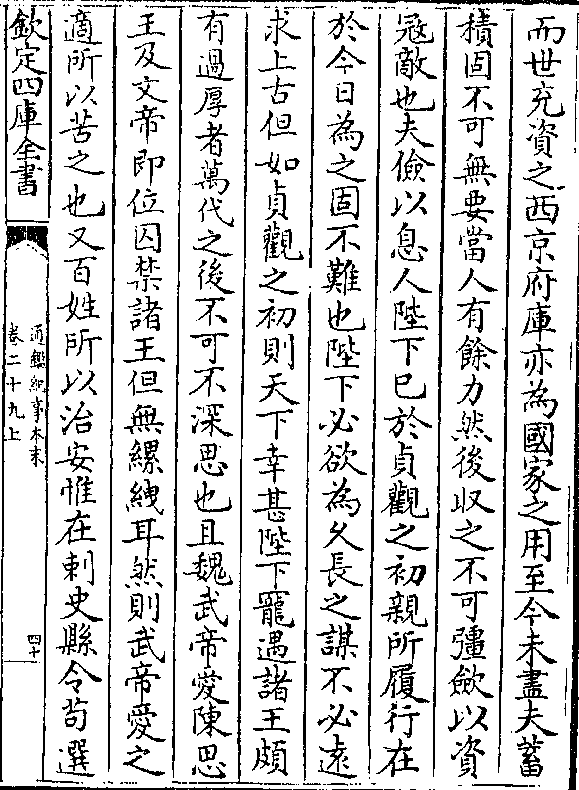 而世充資之西京府庫亦為國家之用至今未盡夫蓄
積固不可無要當人有餘力然後収之不可彊斂以資
冦敵也夫儉以息人陛下已於貞觀之初親所履行在
於今日為之固不難也陛下必欲為乆長之謀不必逺
求上古但如貞觀之初則天下幸甚陛下寵遇諸王頗
有過厚者萬代之後不可不深思也且魏武帝愛陳思
王及文帝即位囚禁諸王但無縲絏耳然則武帝愛之
適所以苦之也又百姓所以治安惟在刺史縣令茍選
欽定四庫全書
通鑑紀事本末
卷二十九上
四十